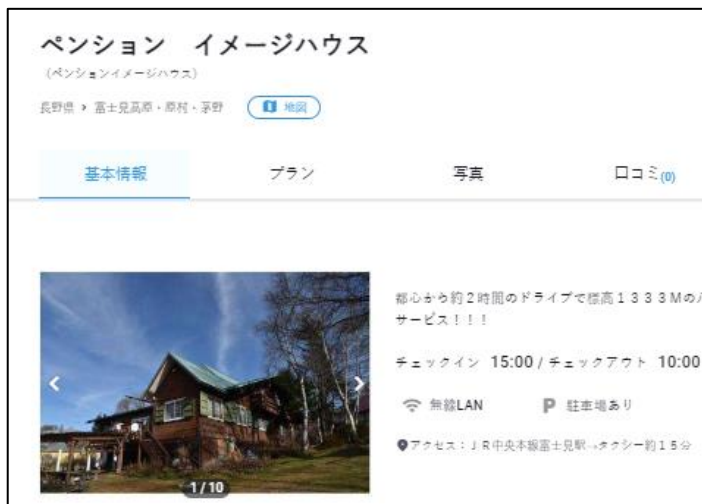 ペンション　イメージハウス
（ペンションイメージハウス）
長野県 > 富士見高原・原村・茅野
地図
基本情報
プラン
写真
口コミ(0)
都心から約２時間のドライブで標高１３３３Mの
サービス！！！
チェックイン 15:00 / チェックアウト 10:00
無線LAN
P 駐車場あり
アクセス：ＪＲ中央本線富士見駅→タクシー約１５分
1 / 10